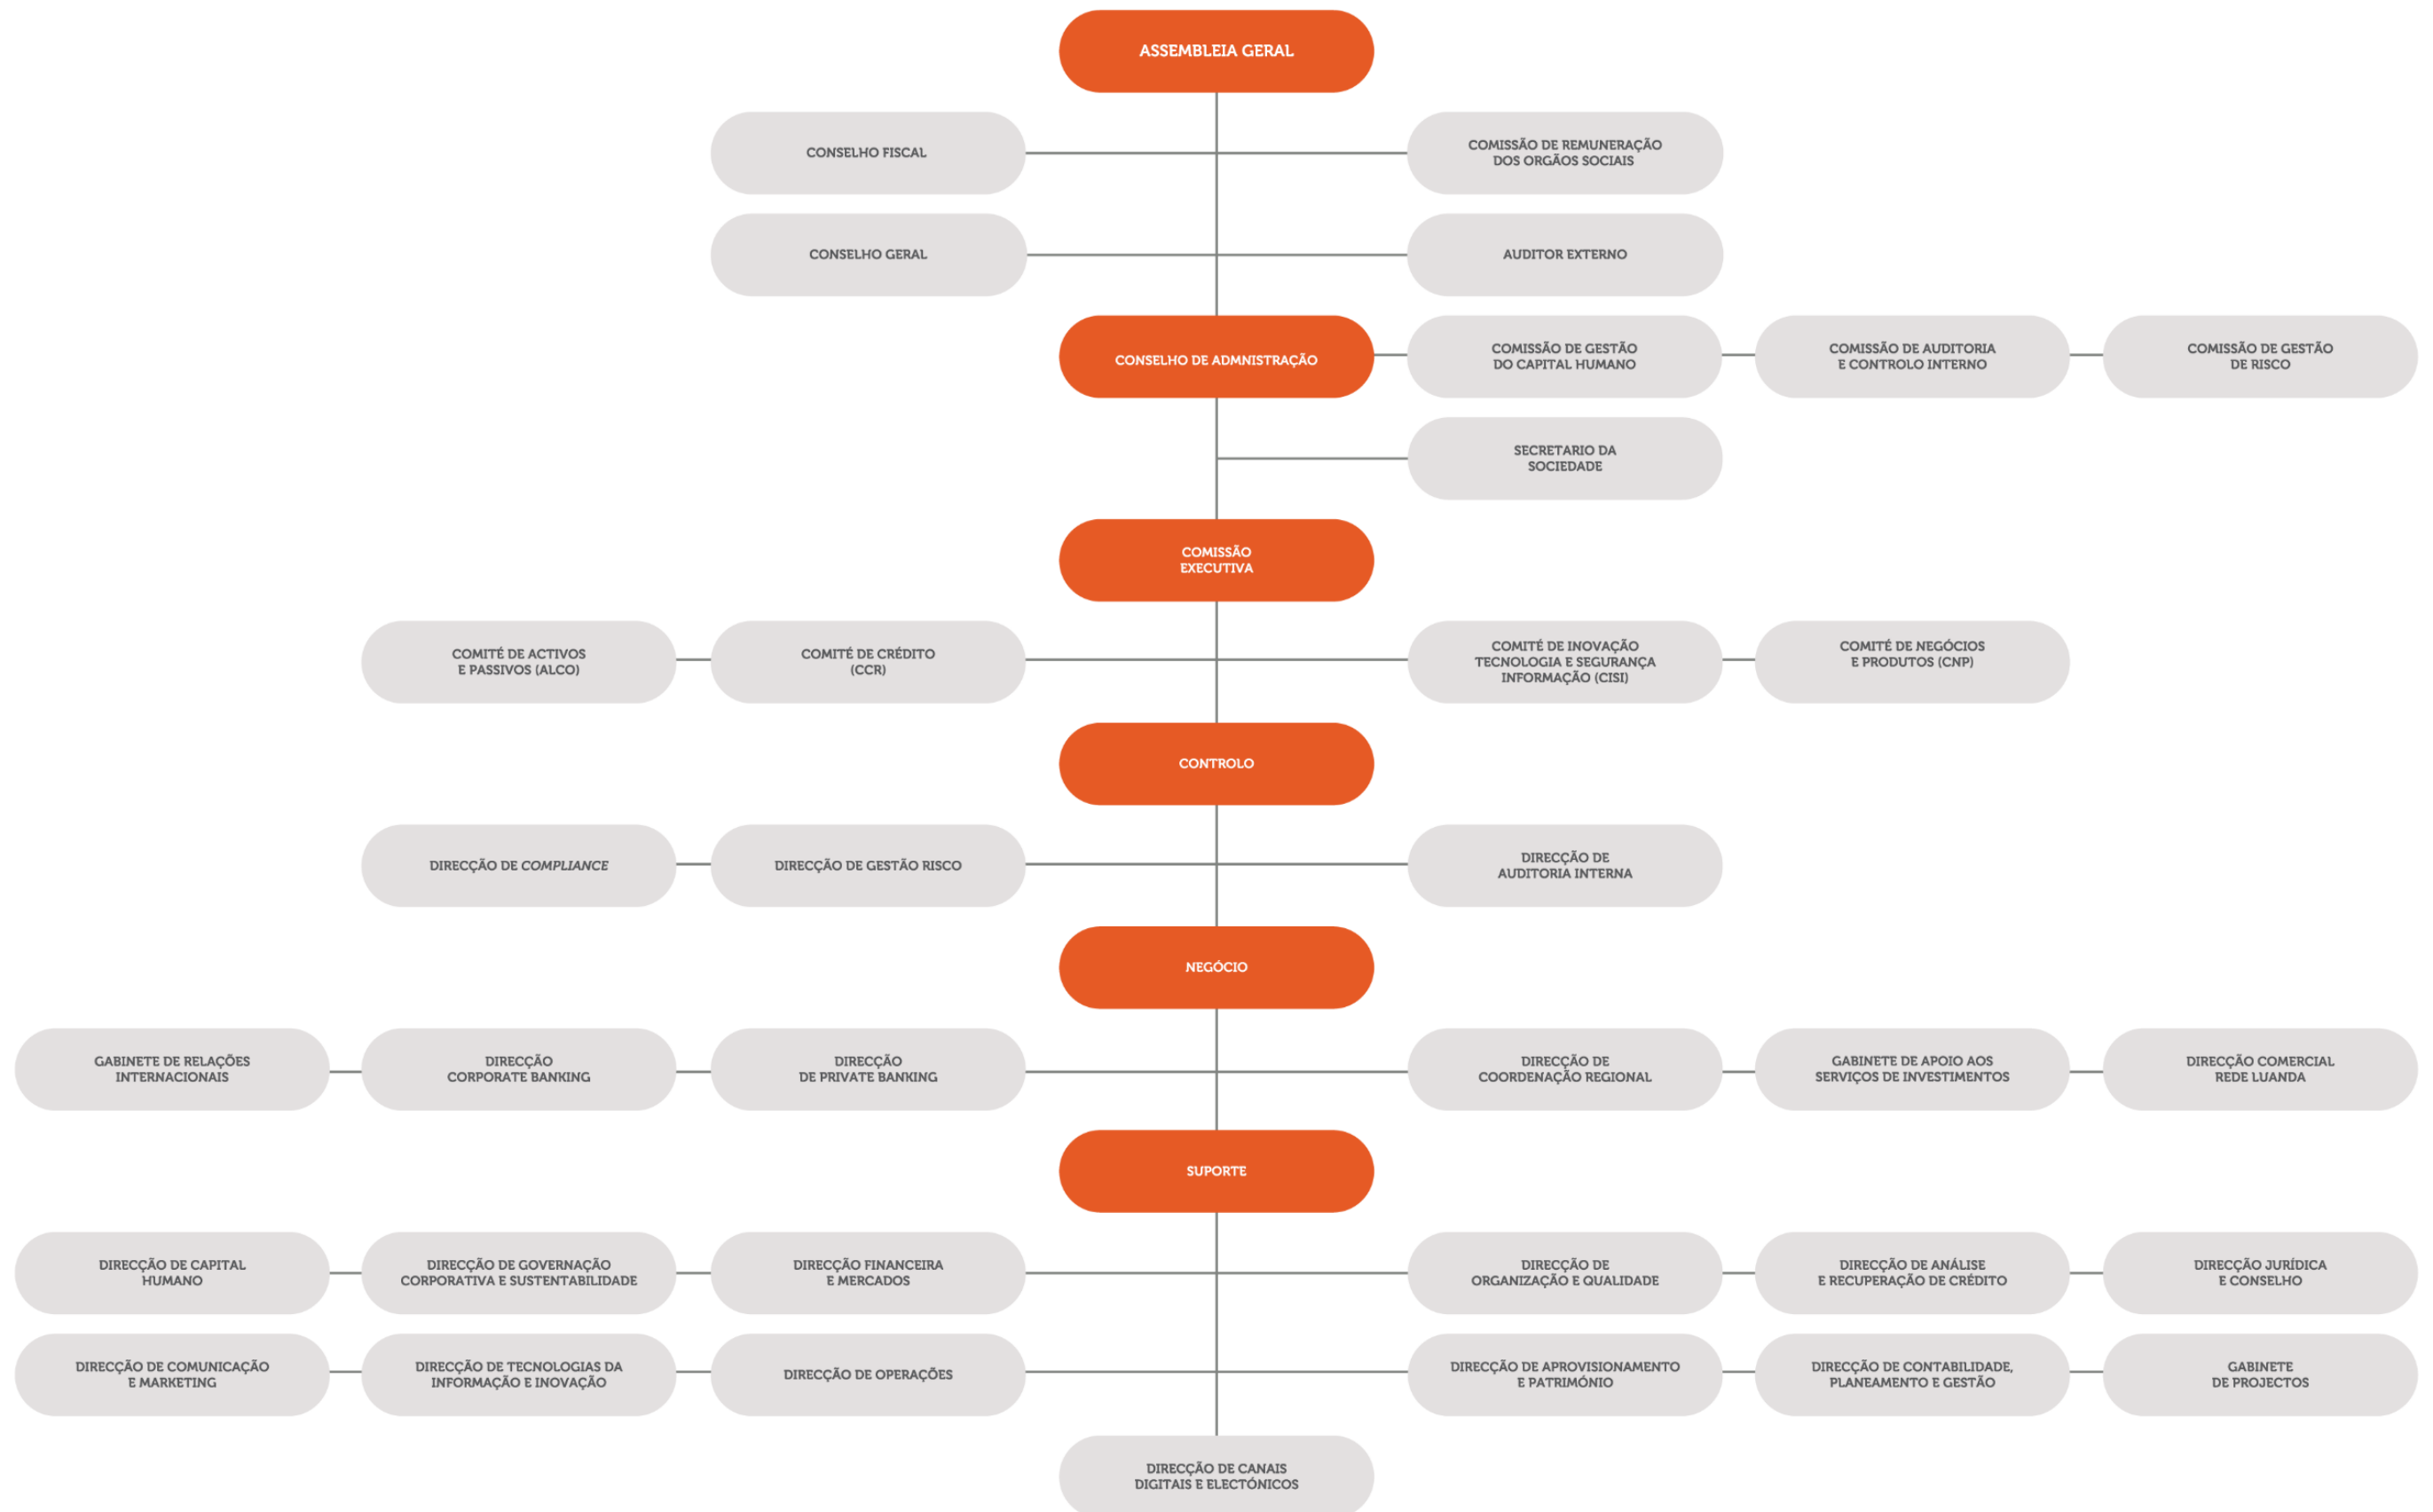 ASSEMBLEIA GERAL
CONSELHO FISCAL
COMISSÃO DE REMUNERAÇÃO
DOS ORGÃOS SOCIAIS
CONSELHO GERAL
AUDITOR EXTERNO
CONSELHO DE ADMNISTRAÇÃO
COMISSÃO DE GESTÃO
DO CAPITAL HUMANO
COMISSÃO DE AUDITORIA
E CONTROLO INTERNO
COMISSÃO DE GESTÃO
DE RISCO
SECRETARIO DA
SOCIEDADE
COMISSÃO
EXECUTIVA
COMITÉ DE ACTIVOS
E PASSIVOS (ALCO)
COMITÉ DE CRÉDITO
(CCR)
COMITÉ DE INOVAÇÃO
TECNOLOGIA E SEGURANÇA
INFORMAÇÃO (CISI)
COMITÉ DE NEGÓCIOS
E PRODUTOS (CNP)
CONTROLO
DIRECÇÃO DE COMPLIANCE
DIRECÇÃO DE GESTÃO RISCO
DIRECÇÃO DE
AUDITORIA INTERNA
NEGÓCIO
GABINETE DE RELAÇÕES
INTERNACIONAIS
DIRECÇÃO
CORPORATE BANKING
DIRECÇÃO
DE PRIVATE BANKING
DIRECÇÃO DE
COORDENAÇÃO REGIONAL
GABINETE DE APOIO AOS
SERVIÇOS DE INVESTIMENTOS
DIRECÇÃO COMERCIAL
REDE LUANDA
SUPORTE
DIRECÇÃO DE CAPITAL
HUMANO
DIRECÇÃO DE GOVERNAÇÃO
CORPORATIVA E SUSTENTABILIDADE
DIRECÇÃO FINANCEIRA
E MERCADOS
DIRECÇÃO DE
ORGANIZAÇÃO E QUALIDADE
DIRECÇÃO DE ANÁLISE
E RECUPERAÇÃO DE CRÉDITO
DIRECÇÃO JURÍDICA
E CONSELHO
DIRECÇÃO DE COMUNICAÇÃO
E MARKETING
DIRECÇÃO DE TECNOLOGIAS DA
INFORMAÇÃO E INOVAÇÃO
DIRECÇÃO DE OPERAÇÕES
DIRECÇÃO DE APROVISIONAMENTO
E PATRIMÓNIO
DIRECÇÃO DE CONTABILIDADE,
PLANEAMENTO E GESTÃO
GABINETE
DE PROJECTOS
DIRECÇÃO DE CANAIS
DIGITAIS E ELECTÓNICOS